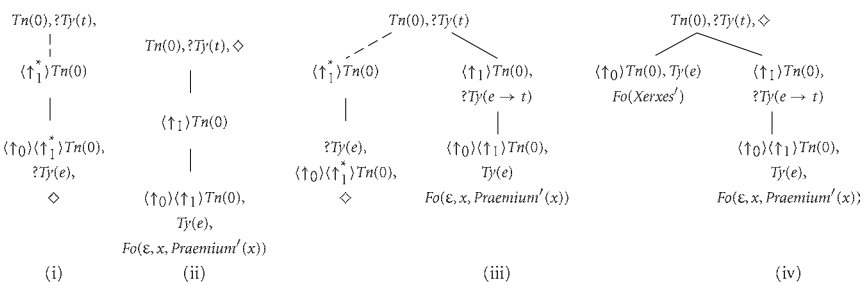 Tn(0), ?Ty(t),
⟨↑₁*⟩Tn(0)
⟨↑₀⟩⟨↑₁*⟩Tn(0),
?Ty(e),
◇
(i)
Tn(0), ?Ty(t), ◇
⟨↑₁⟩Tn(0)
⟨↑₀⟩⟨↑₁⟩Tn(0),
Ty(e),
Fo(ε, x, Praemium′(x))
(ii)
Tn(0), ?Ty(t)
⟨↑₁*⟩Tn(0)
?Ty(e),
⟨↑₀⟩⟨↑₁*⟩Tn(0),
◇
⟨↑₁⟩Tn(0),
?Ty(e → t)
⟨↑₀⟩⟨↑₁⟩Tn(0),
Ty(e)
Fo(ε, x, Praemium′(x))
(iii)
Tn(0), ?Ty(t), ◇
⟨↑₀⟩Tn(0), Ty(e)
Fo(Xerxes′)
⟨↑₁⟩Tn(0),
?Ty(e → t)
⟨↑₀⟩⟨↑₁⟩Tn(0),
Ty(e),
Fo(ε, x, Praemium′(x))
(iv)